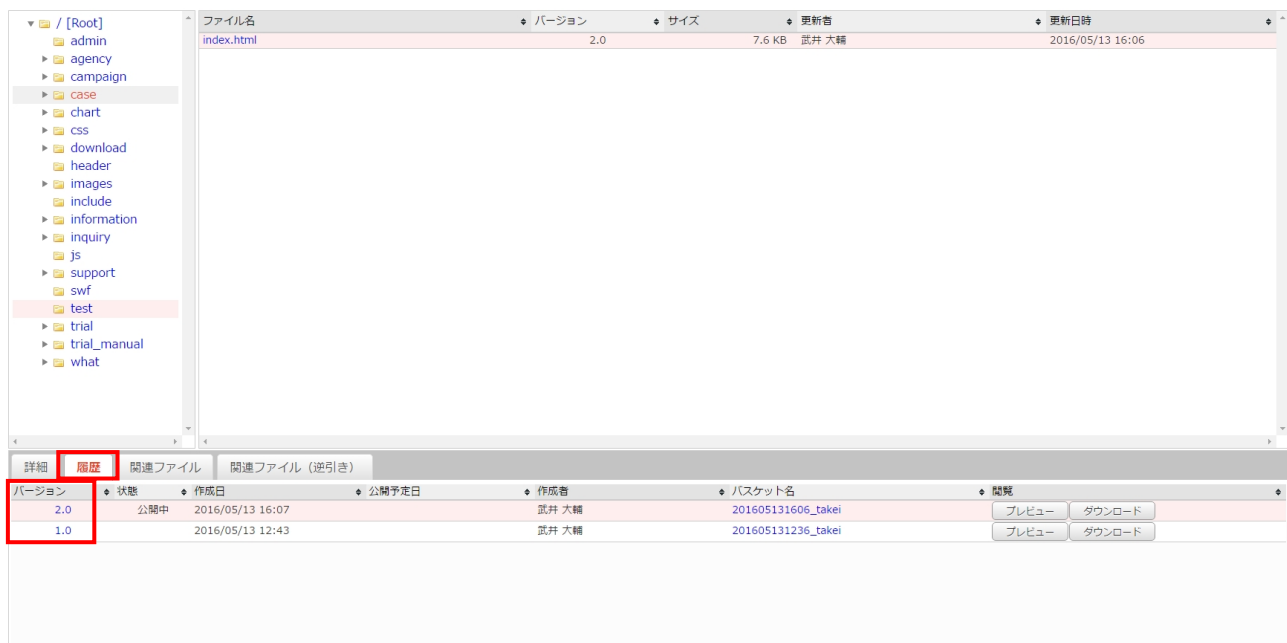 / [Root]
admin
agency
campaign
case
chart
css
download
header
images
include
information
inquiry
js
support
swf
test
trial
trial_manual
what
ファイル名 バージョン サイズ 更新者 更新日時
index.html 2.0 7.6 KB 武井 大輔 2016/05/13 16:06
詳細 履歴 関連ファイル 関連ファイル（逆引き）
バージョン 状態 作成日 公開予定日 作成者 バスケット名 閲覧
2.0 公開中 2016/05/13 16:07 武井 大輔 201605131606_takei プレビュー ダウンロード
1.0 2016/05/13 12:43 武井 大輔 201605131236_takei プレビュー ダウンロード